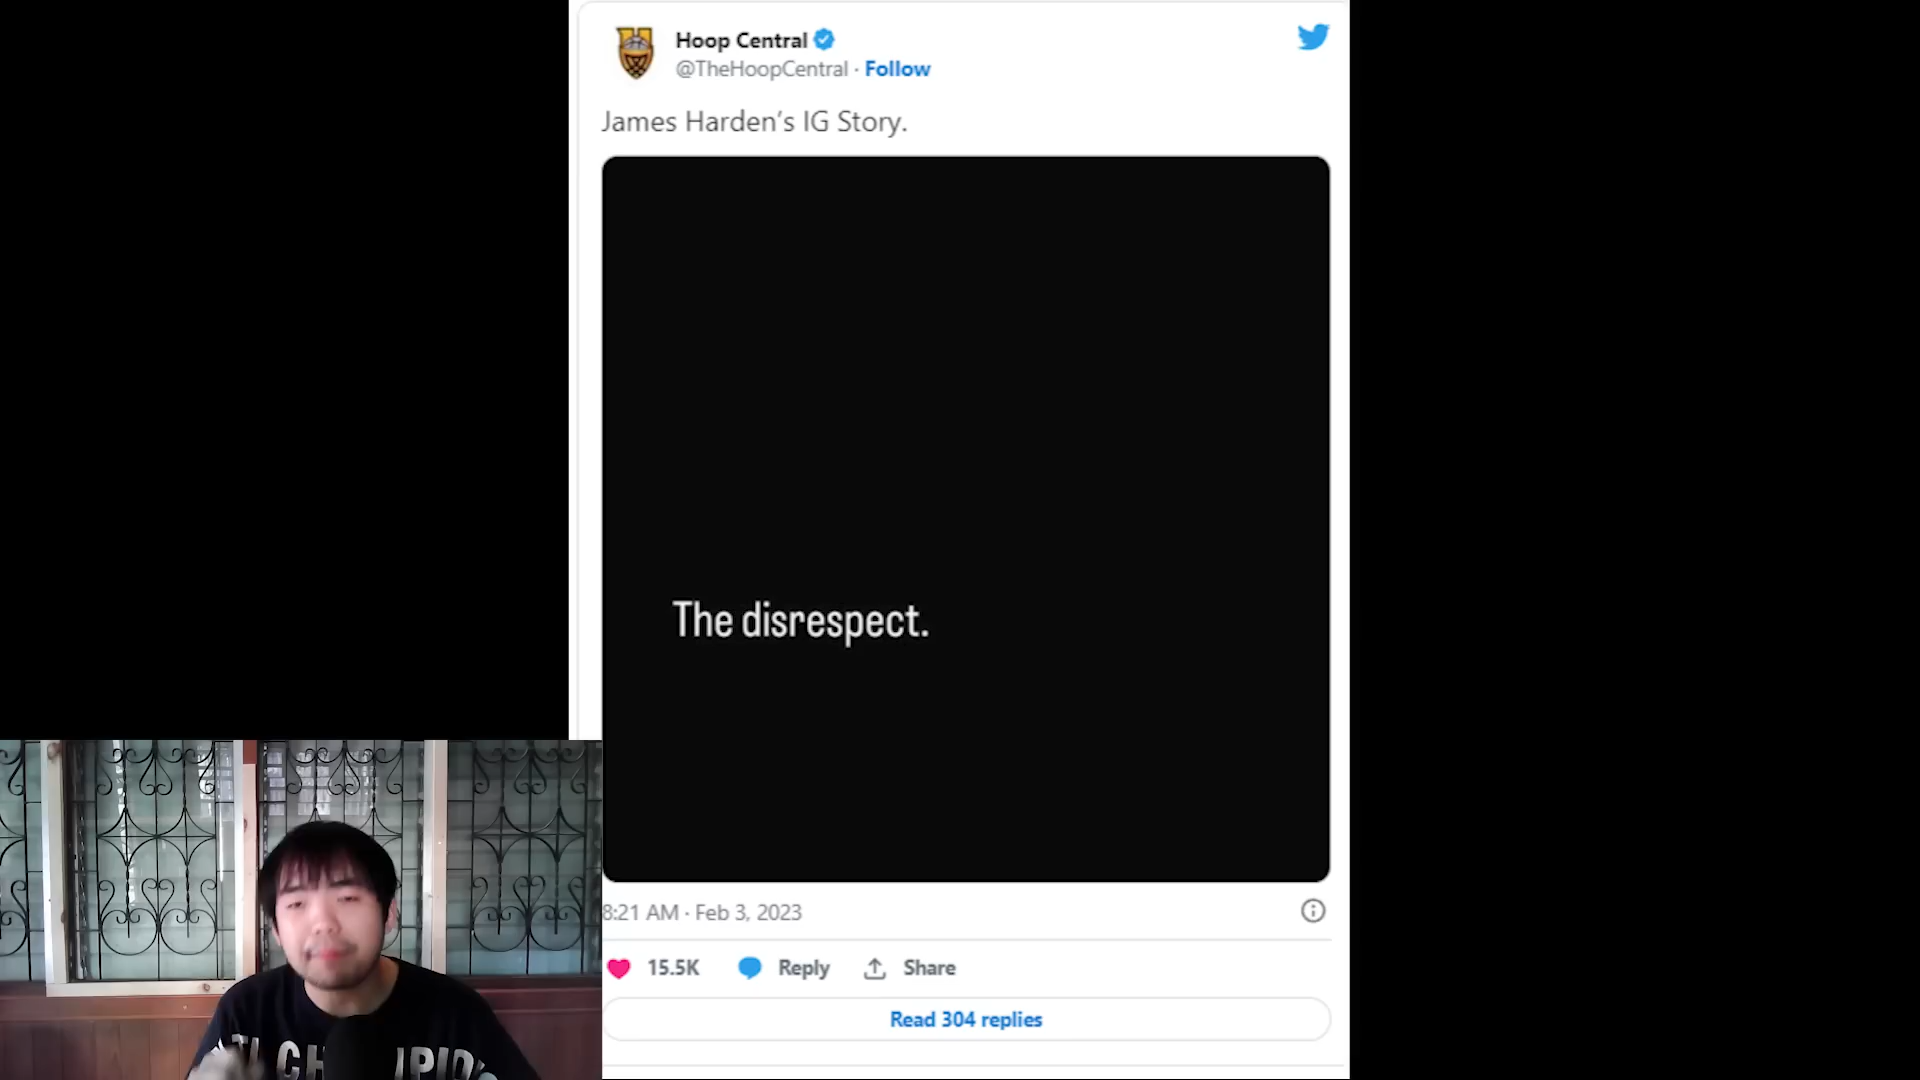 Hoop Central
@TheHoopCentral · Follow
James Harden’s IG Story.
The disrespect.
8:21 AM · Feb 3, 2023
15.5K Reply Share
Read 304 replies